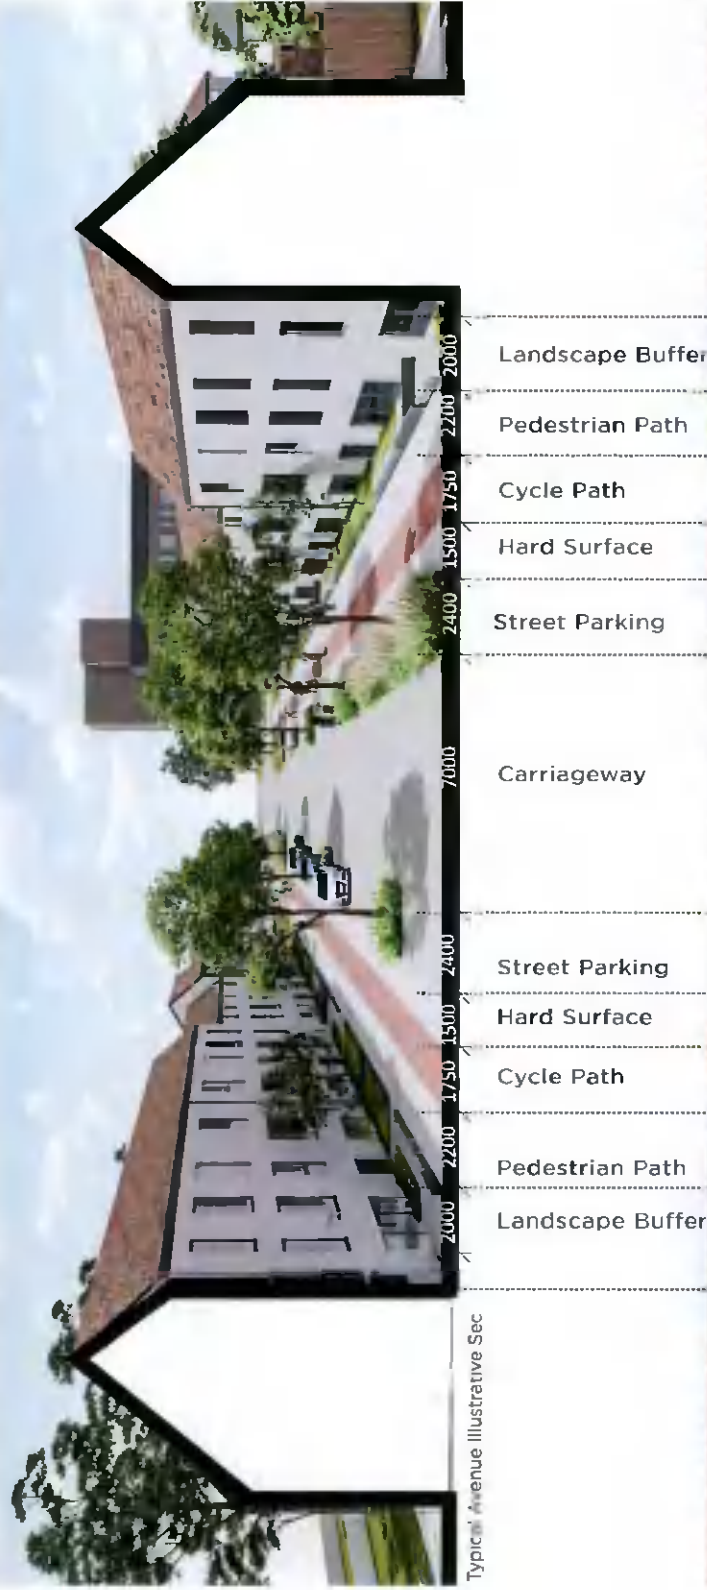 2000
Landscape Buffer
2200
Pedestrian Path
1750
Cycle Path
1500
Hard Surface
2400
Street Parking
7000
Carriageway
2400
Street Parking
1500
Hard Surface
1750
Cycle Path
2200
Pedestrian Path
2000
Landscape Buffer
Typical Avenue Illustrative Sec